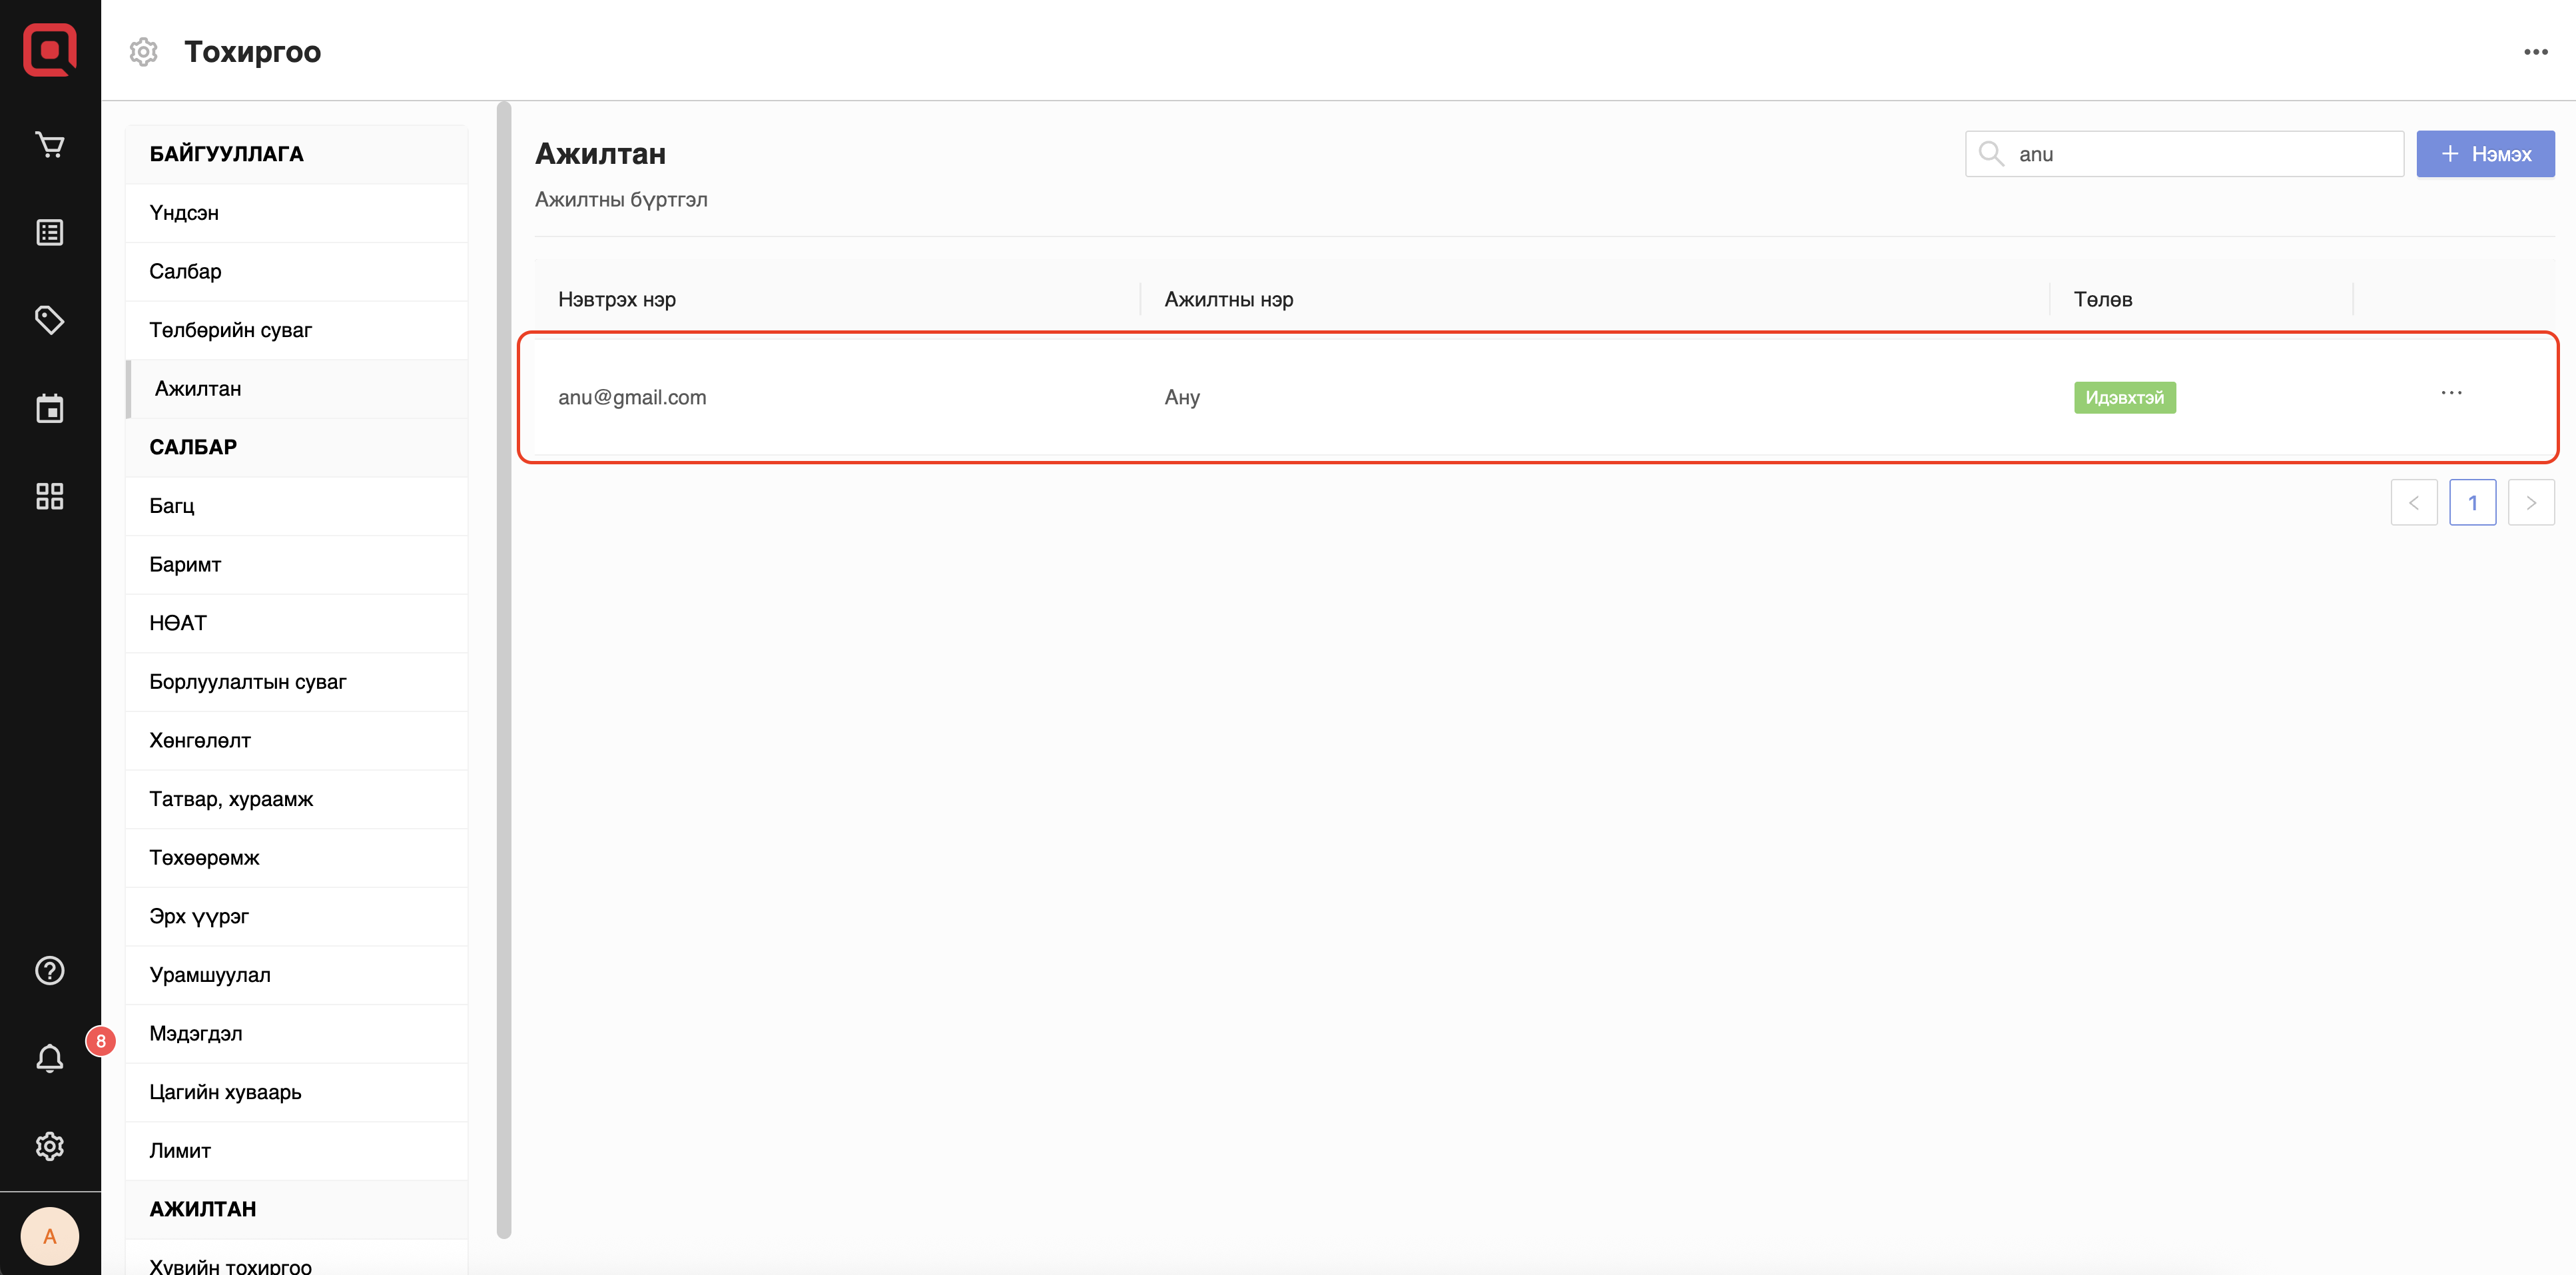 Тохиргоо
БАЙГУУЛЛАГА
Үндсэн
Салбар
Төлбөрийн суваг
Ажилтан
САЛБАР
Багц
Баримт
НӨАТ
Борлуулалтын суваг
Хөнгөлөлт
Татвар, хураамж
Төхөөрөмж
Эрх үүрэг
Урамшуулал
Мэдэгдэл
Цагийн хуваарь
Лимит
АЖИЛТАН
Хувийн тохиргоо
8
A
Ажилтан
Ажилтны бүртгэл
anu
+ Нэмэх
Нэвтрэх нэр Ажилтны нэр Төлөв
anu@gmail.com Ану Идэвхтэй
1